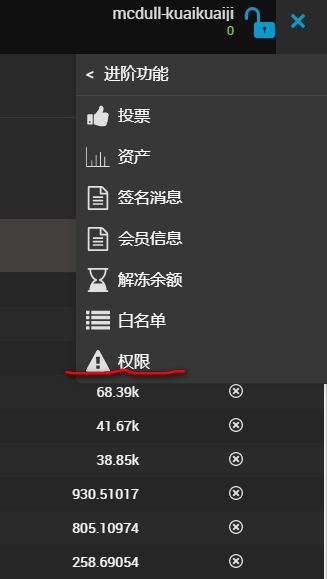 mcdull-kuaikuaiji
0
< 进阶功能
投票
资产
签名消息
会员信息
解冻余额
白名单
权限
68.39k
41.67k
38.85k
930.51017
805.10974
258.69054